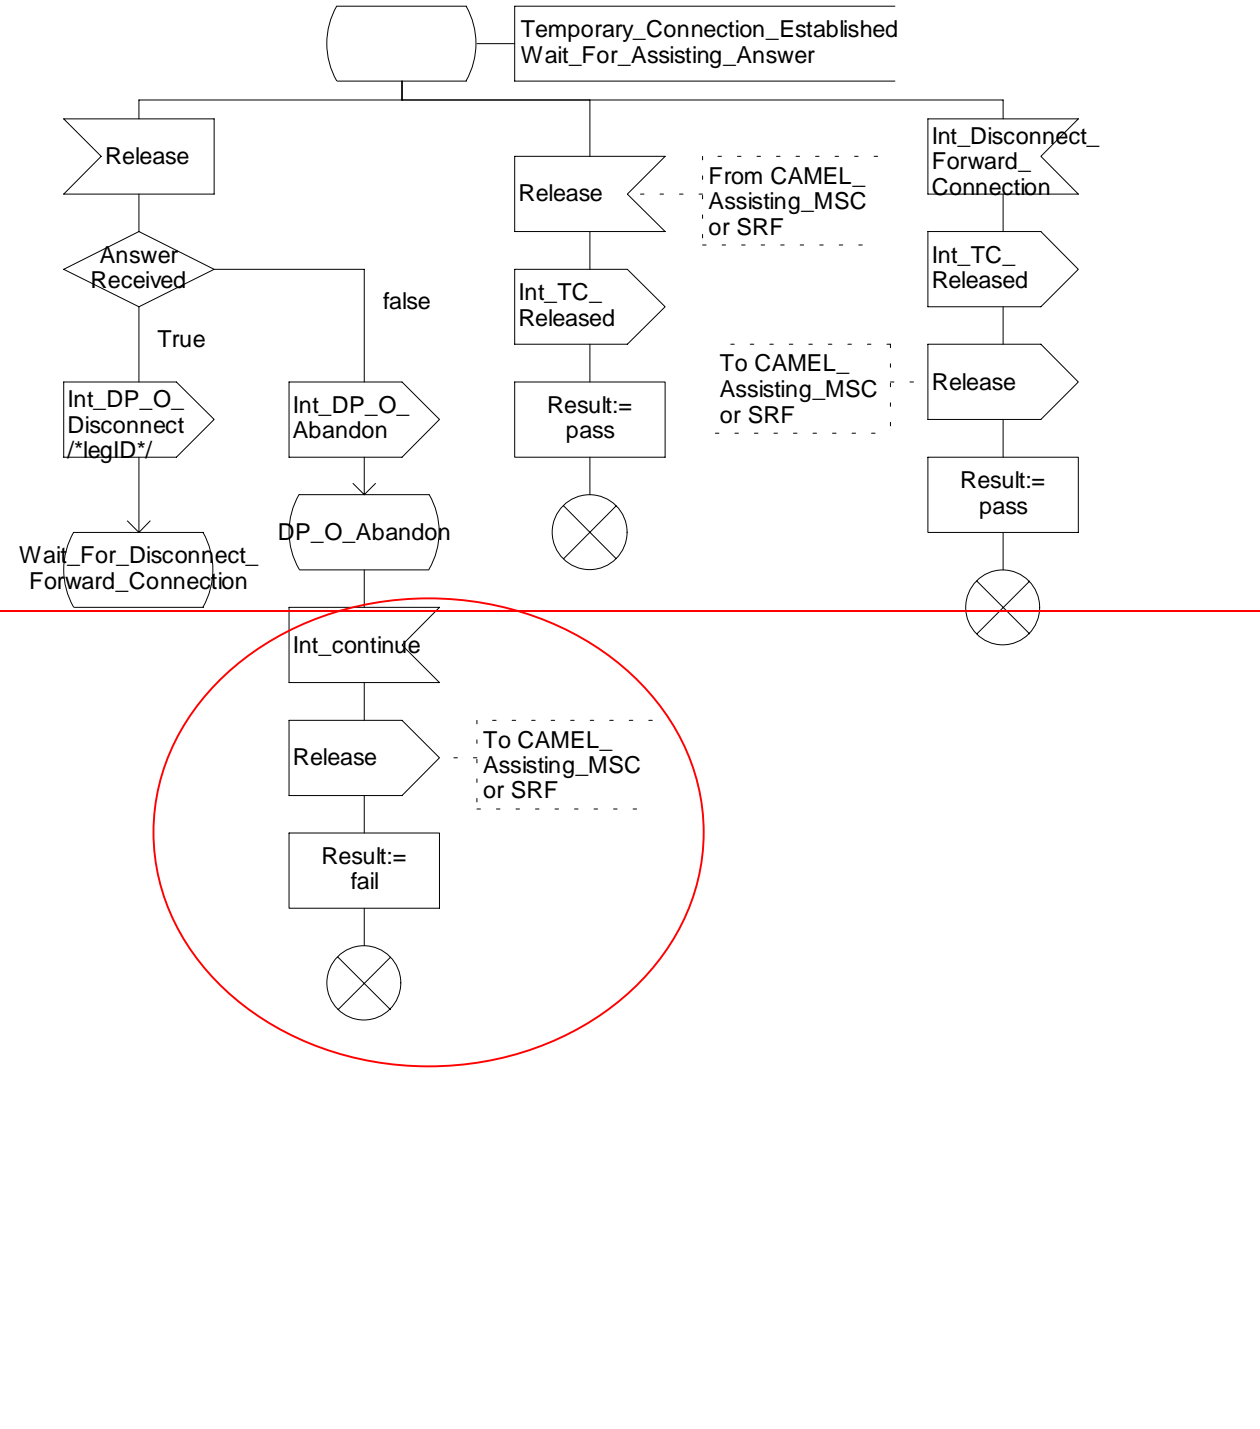 Temporary_Connection_Established
Wait_For_Assisting_Answer
Release
Answer
Received
false
True
Int_DP_O_
Disconnect
/*legID*/
Wait_For_Disconnect_
Forward_Connection
Int_DP_O_
Abandon
DP_O_Abandon
Int_continue
Release
To CAMEL_
Assisting_MSC
or SRF
Result:=
fail
Release
From CAMEL_
Assisting_MSC
or SRF
Int_TC_
Released
Result:=
pass
Int_Disconnect_
Forward_
Connection
Int_TC_
Released
To CAMEL_
Assisting_MSC
or SRF
Release
Result:=
pass